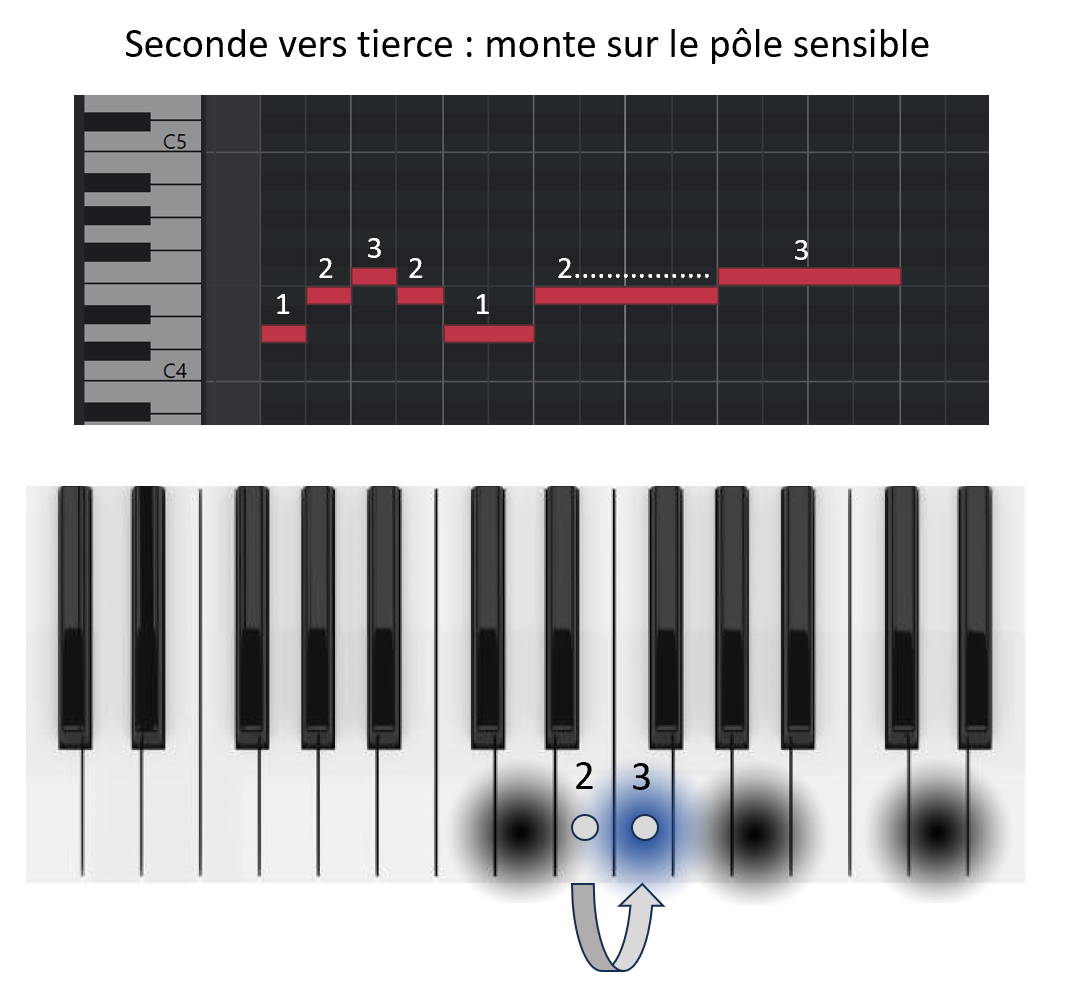 Seconde vers tierce : monte sur le pôle sensible
C5
3
2 2 2................. 3
1 1
C4
2 3